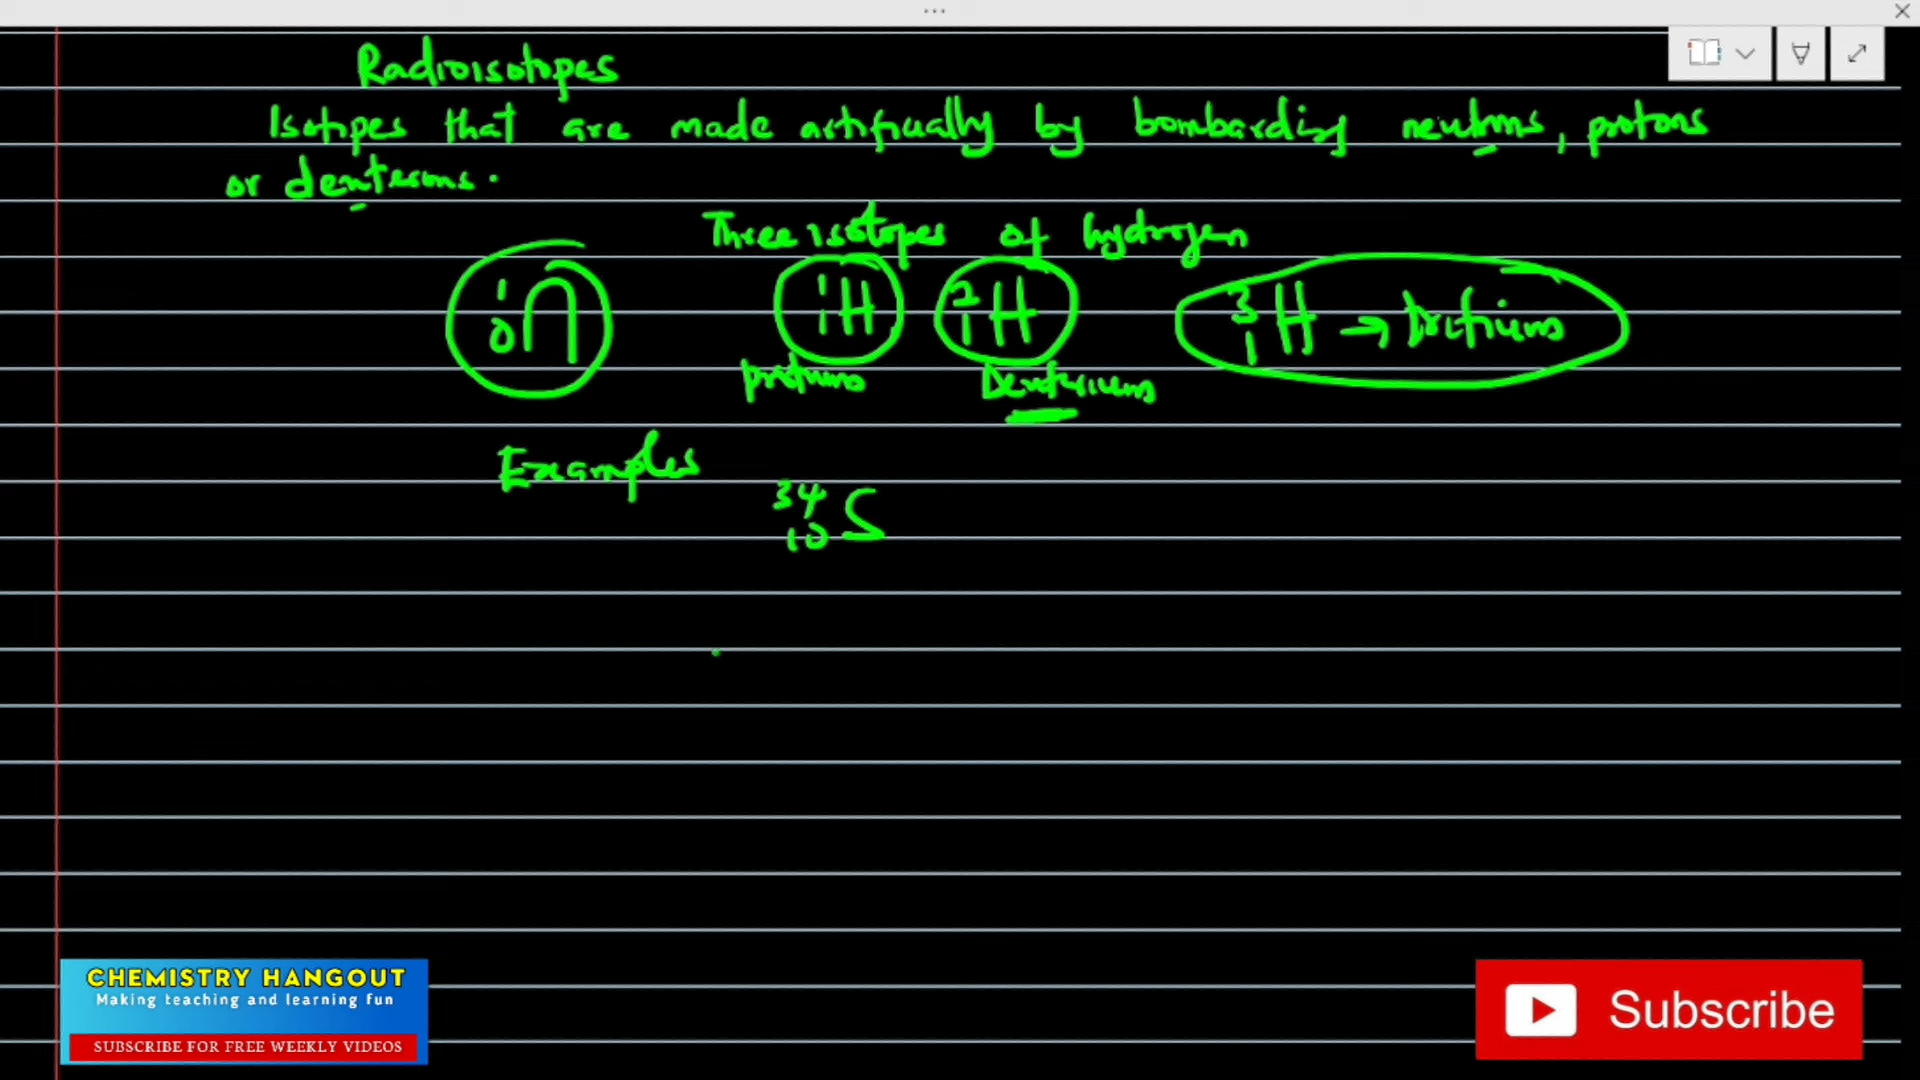 Radioisotopes
Isotopes that are made artificially by bombarding neutrons, protons
or deuterons.
Three isotopes of hydrogen
1 0 n 1 1 H 2 1 H 3 1 H → tritium
protium Deuterium
Examples
34 10 S
CHEMISTRY HANGOUT
Making teaching and learning fun
SUBSCRIBE FOR FREE WEEKLY VIDEOS
Subscribe